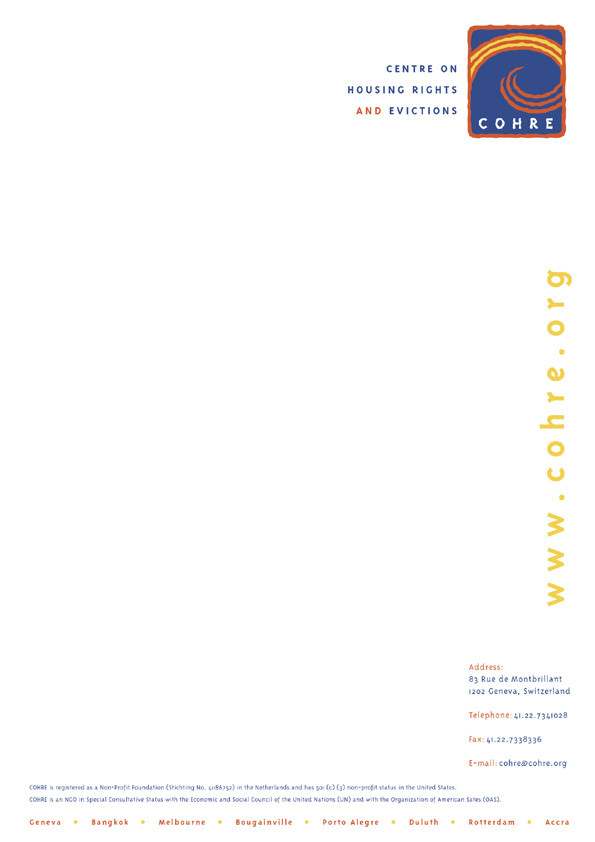 CENTRE ON
HOUSING RIGHTS
AND EVICTIONS
COHRE
www.cohre.org
Address:
83 Rue de Montbrillant
1202 Geneva, Switzerland
Telephone: 41.22.7341028
Fax: 41.22.7338336
E-mail: cohre@cohre.org
COHRE is registered as a Non-Profit Foundation (Stichting No. 41186752) in the Netherlands and has 501 (c) (3) non-profit status in the United States.
COHRE is an NGO in Special Consultative Status with the Economic and Social Council of the United Nations (UN) and with the Organization of American Sates (OAS).
Geneva • Bangkok • Melbourne • Bougainville • Porto Alegre • Duluth • Rotterdam • Accra